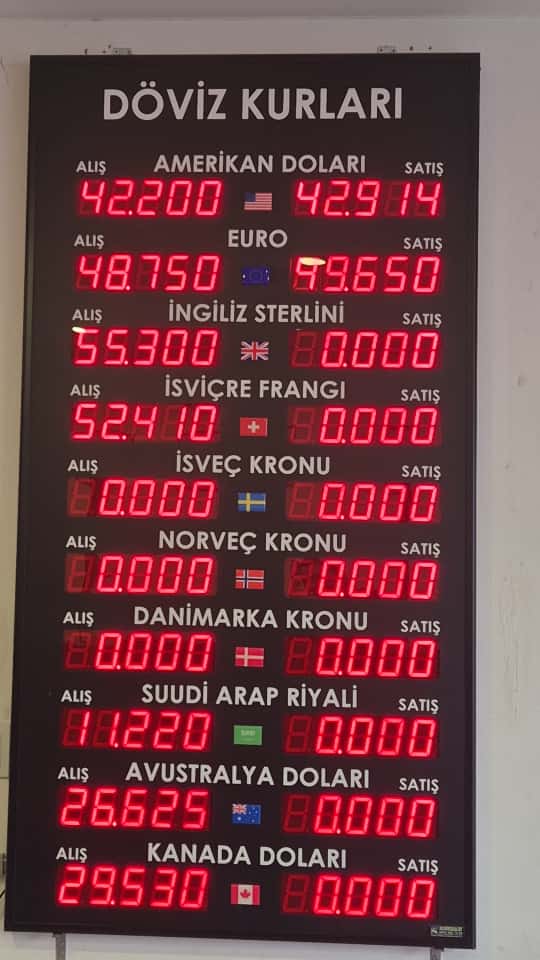 DÖVİZ KURLARI
ALIŞ AMERİKAN DOLARI SATIŞ
42.200 42.914
ALIŞ EURO SATIŞ
48.750 49.650
ALIŞ İNGİLİZ STERLİNİ SATIŞ
55.300 0.000
ALIŞ İSVİÇRE FRANGI SATIŞ
52.410 0.000
ALIŞ İSVEÇ KRONU SATIŞ
0.000 0.000
ALIŞ NORVEÇ KRONU SATIŞ
0.000 0.000
ALIŞ DANİMARKA KRONU SATIŞ
0.000 0.000
ALIŞ SUUDİ ARAP RİYALİ SATIŞ
11.220 0.000
ALIŞ AVUSTRALYA DOLARI SATIŞ
26.625 0.000
ALIŞ KANADA DOLARI SATIŞ
29.530 0.000